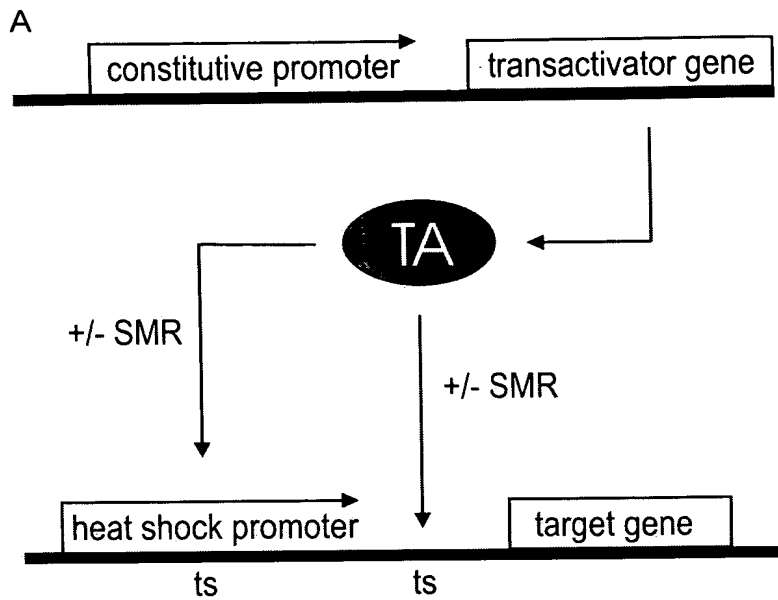 A
constitutive promoter
transactivator gene
TA
+/- SMR
+/- SMR
heat shock promoter
target gene
ts
ts